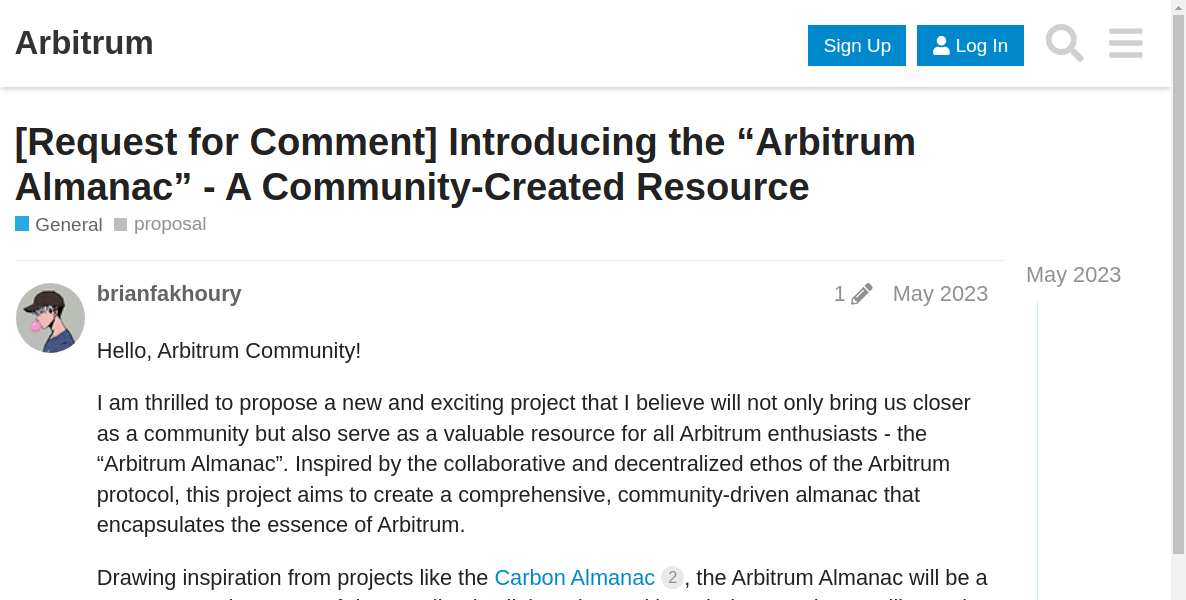 Arbitrum
Sign Up
Log In
[Request for Comment] Introducing the “Arbitrum
Almanac” - A Community-Created Resource
General
proposal
May 2023
brianfakhoury
1
May 2023
Hello, Arbitrum Community!
I am thrilled to propose a new and exciting project that I believe will not only bring us closer
as a community but also serve as a valuable resource for all Arbitrum enthusiasts - the
“Arbitrum Almanac”. Inspired by the collaborative and decentralized ethos of the Arbitrum
protocol, this project aims to create a comprehensive, community-driven almanac that
encapsulates the essence of Arbitrum.
Drawing inspiration from projects like the Carbon Almanac 2, the Arbitrum Almanac will be a